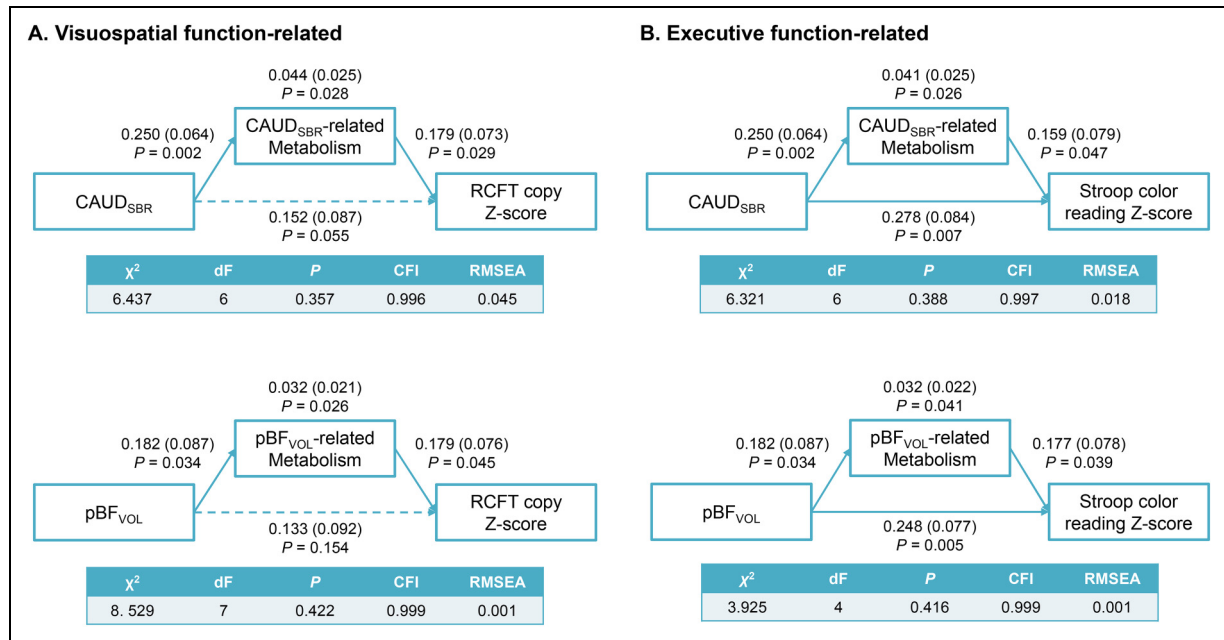 A. Visuospatial function-related
0.044 (0.025)
P = 0.028
0.250 (0.064)
P = 0.002
CAUD_SBR-related
Metabolism
0.179 (0.073)
P = 0.029
CAUD_SBR
RCFT copy
Z-score
0.152 (0.087)
P = 0.055
χ² dF P CFI RMSEA
6.437 6 0.357 0.996 0.045
0.032 (0.021)
P = 0.026
0.182 (0.087)
P = 0.034
pBF_VOL-related
Metabolism
0.179 (0.076)
P = 0.045
pBF_VOL
RCFT copy
Z-score
0.133 (0.092)
P = 0.154
χ² dF P CFI RMSEA
8. 529 7 0.422 0.999 0.001
B. Executive function-related
0.041 (0.025)
P = 0.026
0.250 (0.064)
P = 0.002
CAUD_SBR-related
Metabolism
0.159 (0.079)
P = 0.047
CAUD_SBR
Stroop color
reading Z-score
0.278 (0.084)
P = 0.007
χ² dF P CFI RMSEA
6.321 6 0.388 0.997 0.018
0.032 (0.022)
P = 0.041
0.182 (0.087)
P = 0.034
pBF_VOL-related
Metabolism
0.177 (0.078)
P = 0.039
pBF_VOL
Stroop color
reading Z-score
0.248 (0.077)
P = 0.005
χ² dF P CFI RMSEA
3.925 4 0.416 0.999 0.001